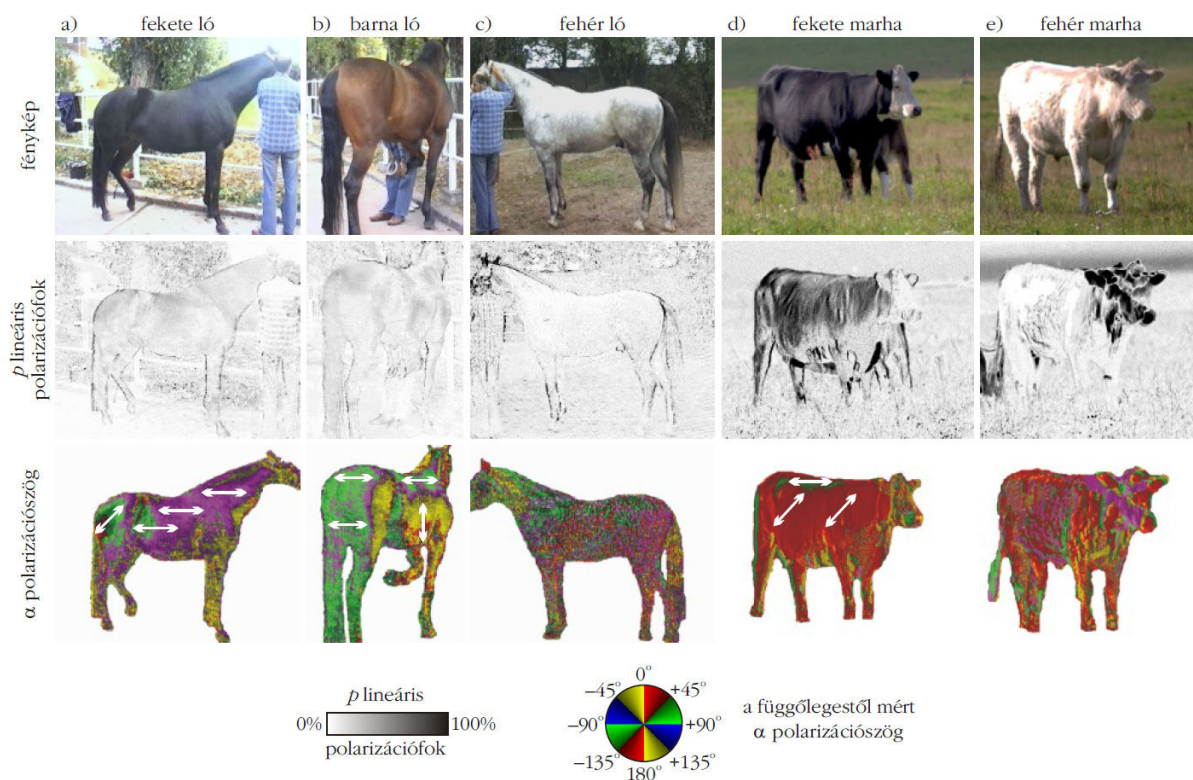 a) fekete ló b) barna ló c) fehér ló d) fekete marha e) fehér marha
fénykép
p lineáris
polarizációfok
α polarizációszög
p lineáris
0% 100%
polarizációfok
0°
–45° +45°
–90° +90°
–135° +135°
180°
a függőlegestől mért
α polarizációszög